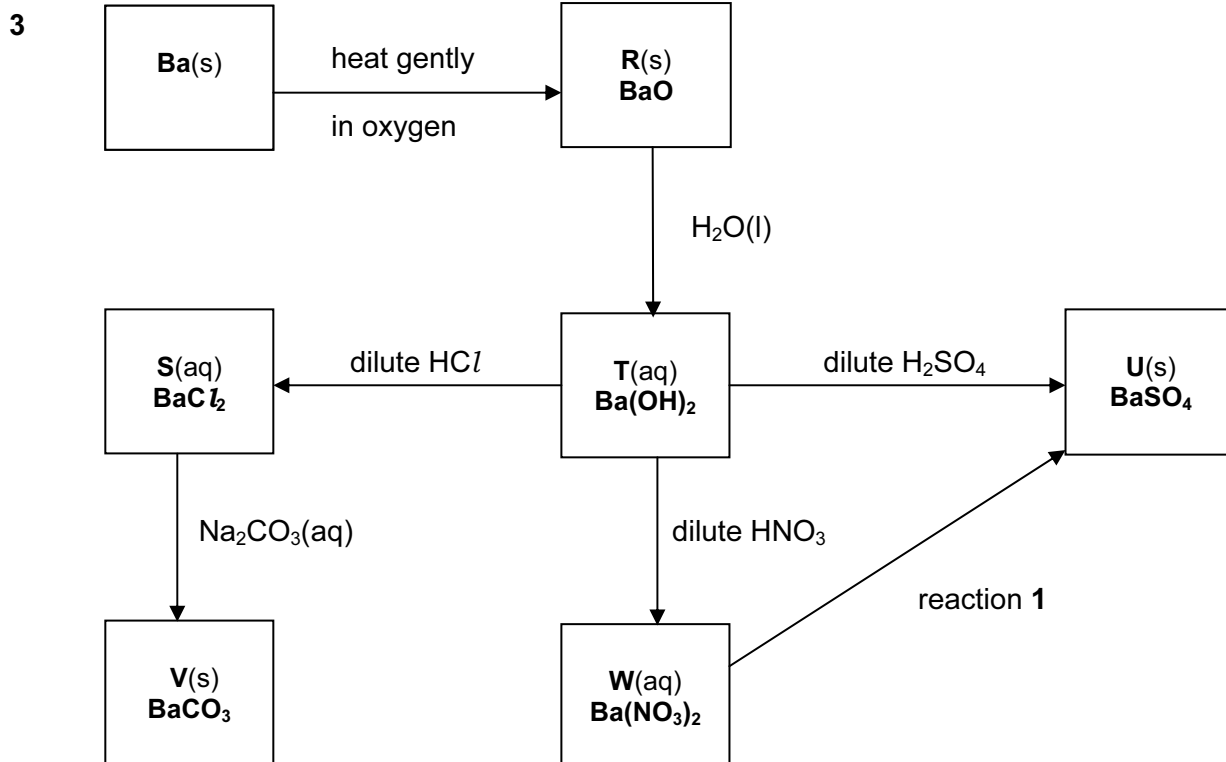 3
Ba(s)
heat gently
in oxygen
R(s)
BaO
H₂O(l)
S(aq)
BaCl₂
dilute HCl
T(aq)
Ba(OH)₂
dilute H₂SO₄
U(s)
BaSO₄
Na₂CO₃(aq)
dilute HNO₃
reaction 1
V(s)
BaCO₃
W(aq)
Ba(NO₃)₂